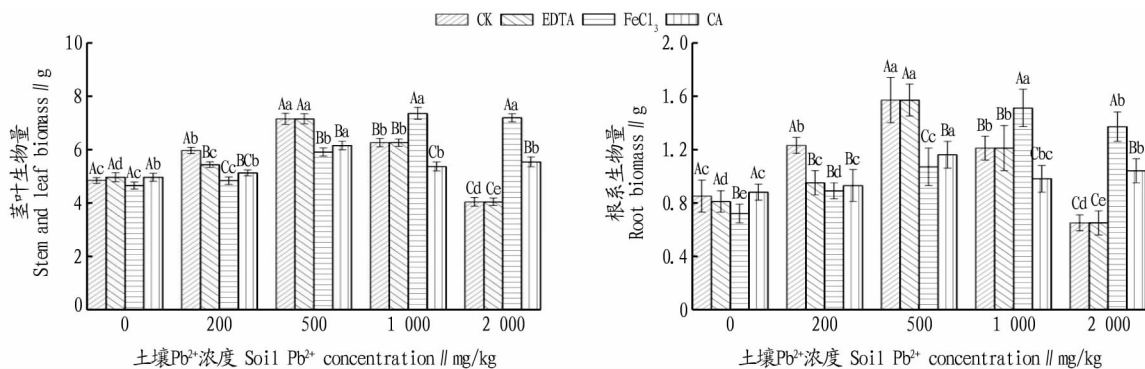 CK EDTA FeCl₃ CA
茎叶生物量
Stem and leaf biomass∥g
10
8
6
4
2
0
Ac Ad Ac Ab
Ab Bc Cc BCb
Aa Aa Bb Ba
Bb Bb Aa Cb
Cd Ce Aa Bb
0 200 500 1 000 2 000
土壤Pb²⁺浓度 Soil Pb²⁺ concentration∥mg/kg
根系生物量
Root biomass∥g
2.0
1.6
1.2
0.8
0.4
0
Ac Ad Be Ac
Ab Bc Bd Bc
Aa Aa Cc Ba
Bb Bb Aa Cbc
Cd Ce Ab Bb
0 200 500 1 000 2 000
土壤Pb²⁺浓度 Soil Pb²⁺ concentration∥mg/kg